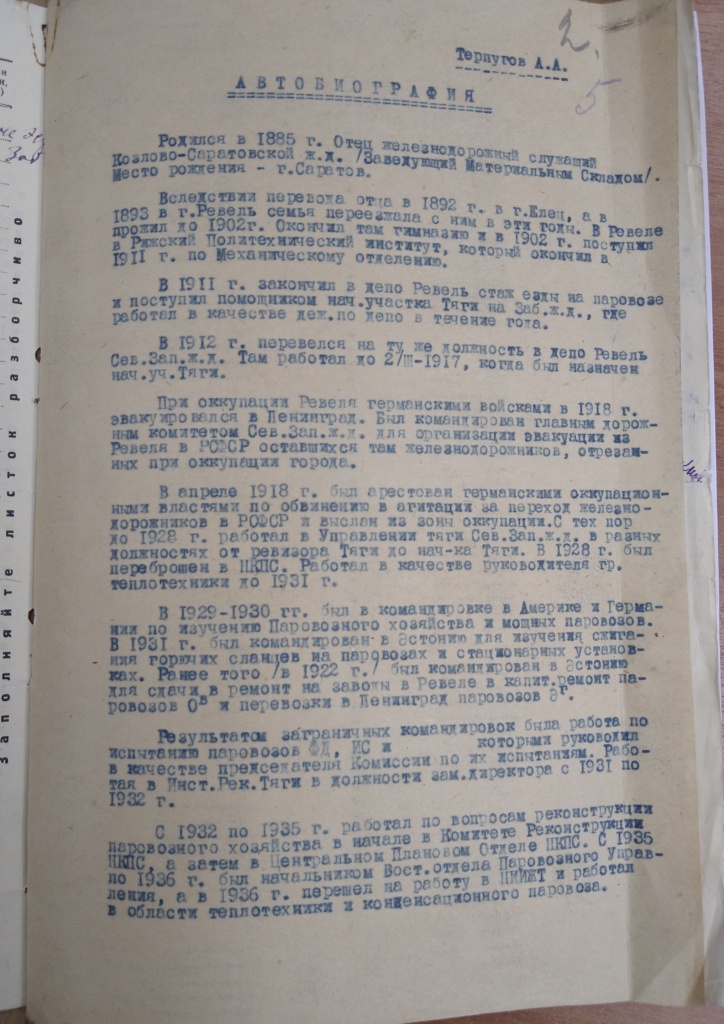 2.
5
Терпугов А.А.
АВТОБИОГРАФИЯ
Родился в 1885 г. Отец железнодорожный служащий
Козлово-Саратовской ж.д. /Заведующий Материальным Складом/.
Место рождения - г.Саратов.
Вследствии перевода отца в 1892 г. в г.Елец, а в
1893 в г.Ревель семья переезжала с ним в эти годы. В Ревеле
прожил до 1902г. Окончил там гимназию и в 1902 г. поступил
в Рижский Политехнический институт, который окончил в
1911 г. по Механическому отделению.
В 1911 г. закончил в депо Ревель стаж езды на паровозе
и поступил помощником нач.участка Тяги на Заб.ж.д., где
работал в качестве деж.по депо в течение года.
В 1912 г. перевелся на ту же должность в депо Ревель
Сев.Зап.ж.д. Там работал до 2/III-1917, когда был назначен
нач.уч.Тяги.
При оккупации Ревеля германскими войсками в 1918 г.
эвакуировался в Ленинград. Был командирован главным дорож-
ным комитетом Сев.Зап.ж.д. для организации эвакуации из
Ревеля в РСФСР оставшихся там железнодорожников, отрезан-
ных при оккупации города.
В апреле 1918 г. был арестован германскими оккупацион-
ными властями по обвинению в агитации за переход железно-
дорожников в РСФСР и выслан из зоны оккупации.С тех пор
до 1928 г. работал в Управлении тяги Сев.Зап.ж.д. в разных
должностях от ревизора Тяги до нач-ка Тяги. В 1928 г. был
переброшен в НКПС. Работал в качестве руководителя гр.
теплотехники до 1931 г.
В 1929-1930 гг. был в командировке в Америке и Герма-
нии по изучению Паровозного хозяйства и мощных паровозов.
В 1931 г. был командирован в Эстонию для изучения сжига-
ния горючих сланцев на паровозах и стационарных установ-
ках. Ранее того /в 1922 г./ был командирован в Эстонию
для сдачи в ремонт на заводы в Ревеле в капит.ремонт па-
ровозов Ов и перевозки в Ленинград паровозов Эг.
Результатом заграничных командировок была работа по
испытанию паровозов ФД, ИС и которыми руководил
в качестве председателя Комиссии по их испытаниям. Рабо-
тая в Инст.Рек.Тяги в должности зам.директора с 1931 по
1932 г.
С 1932 по 1935 г. работал по вопросам реконструкции
паровозного хозяйства в начале в Комитете Реконструкции
НКПС, а затем в Центральном Плановом Отделе НКПС. С 1935
по 1936 г. был начальником Вост.отдела Паровозного Управ-
ления, а в 1936 г. перешел на работу в НИИЖТ и работал
в области теплотехники и конденсационного паровоза.
заполняйте листок разборчиво